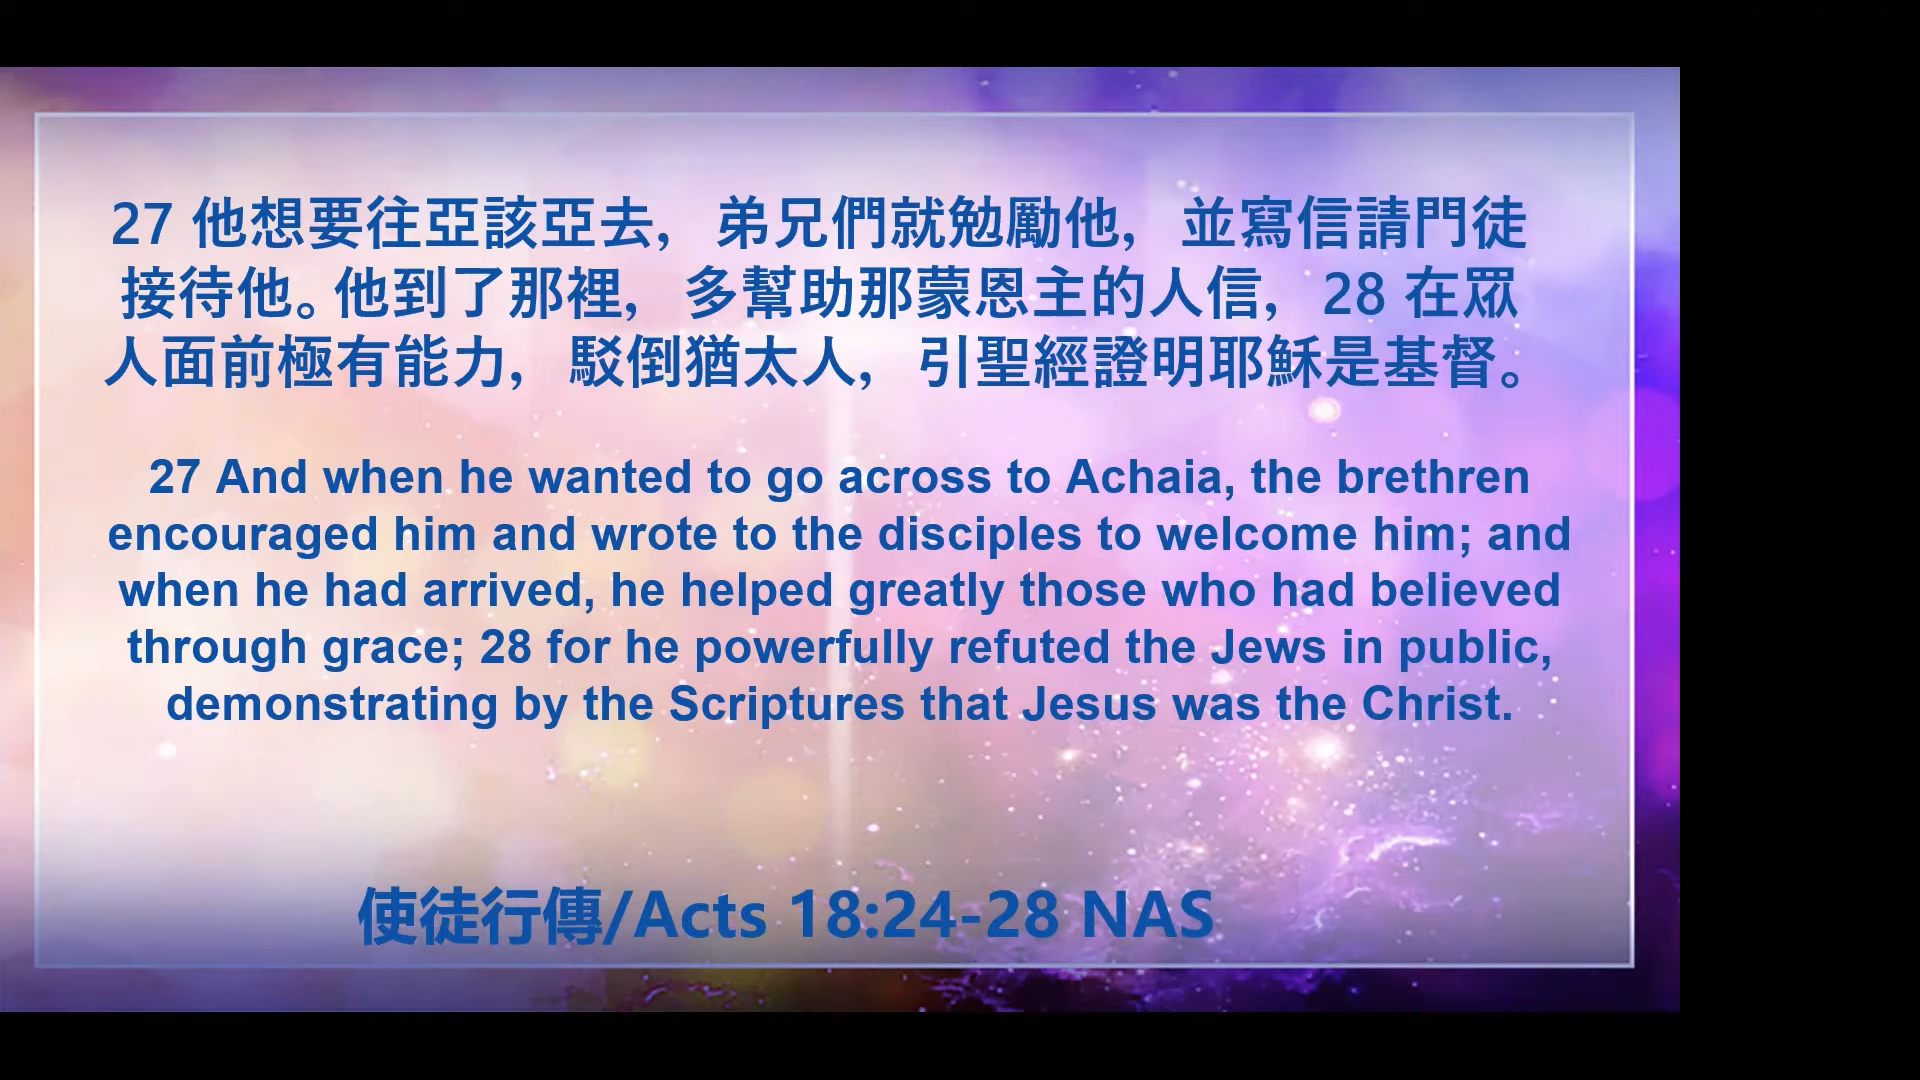 27 他想要往亞該亞去, 弟兄們就勉勵他, 並寫信請門徒
接待他。他到了那裡, 多幫助那蒙恩主的人信, 28 在眾
人面前極有能力, 駁倒猶太人, 引聖經證明耶穌是基督。
27 And when he wanted to go across to Achaia, the brethren
encouraged him and wrote to the disciples to welcome him; and
when he had arrived, he helped greatly those who had believed
through grace; 28 for he powerfully refuted the Jews in public,
demonstrating by the Scriptures that Jesus was the Christ.
使徒行傳/Acts 18:24-28 NAS